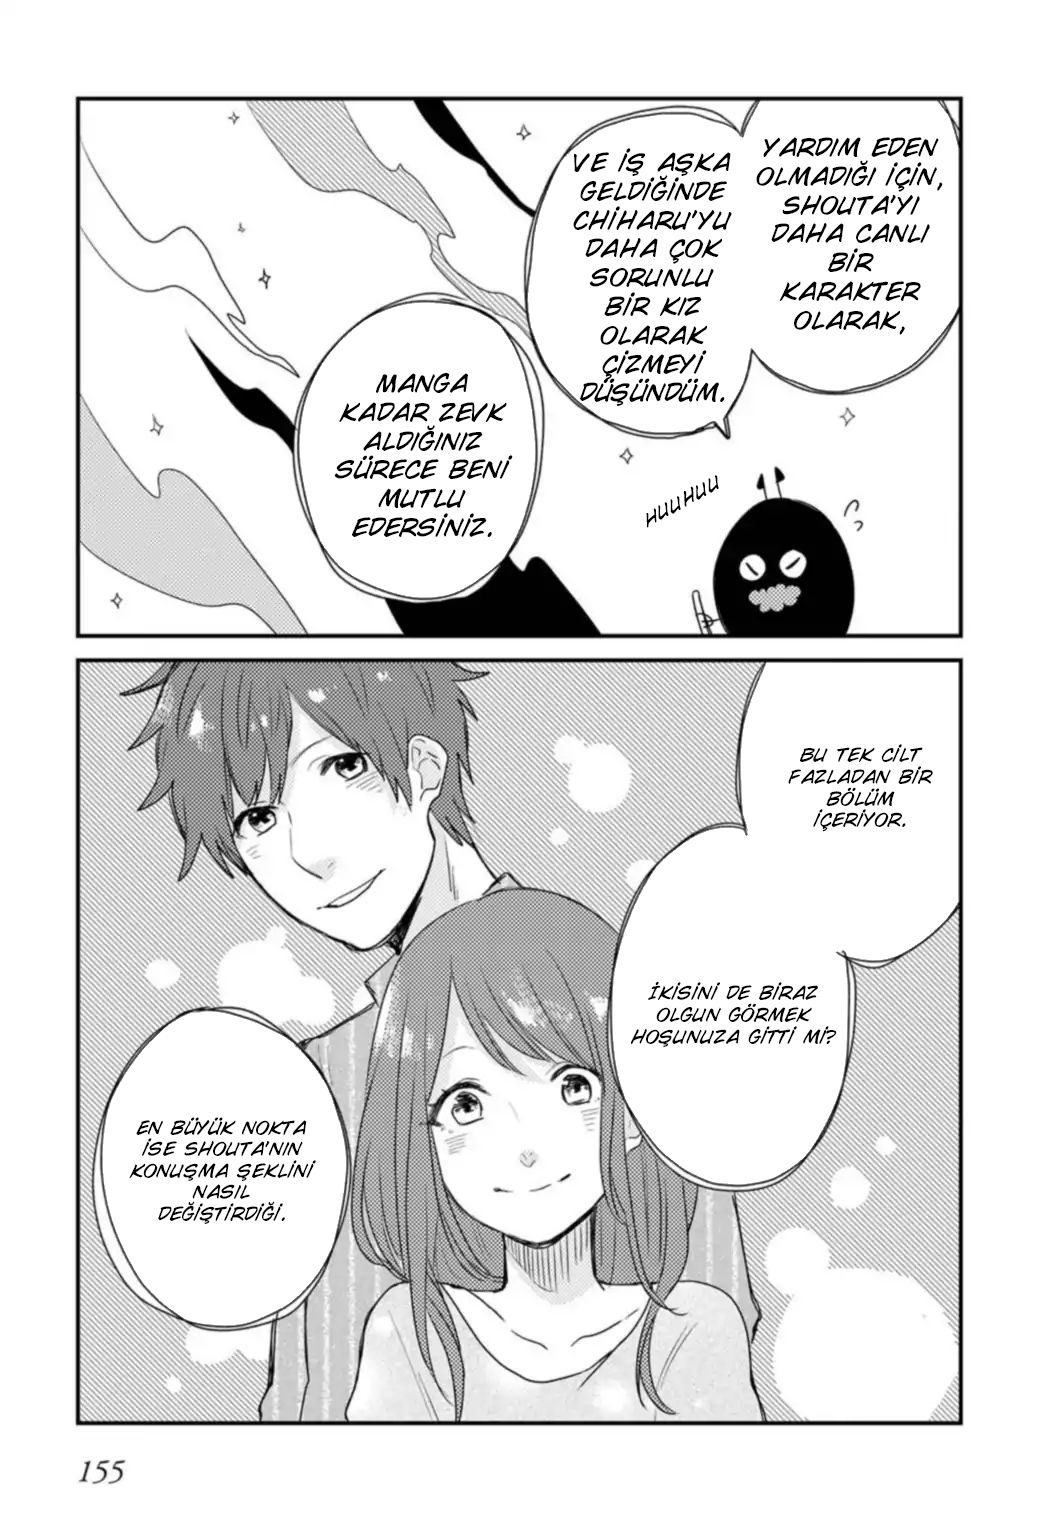 YARDIM EDEN
OLMADIĞI İÇİN,
SHOUTA'YI
DAHA CANLI
BİR
KARAKTER
OLARAK,
VE İŞ AŞKA
GELDİĞİNDE
CHİHARU'YU
DAHA ÇOK
SORUNLU
BİR KIZ
OLARAK
ÇİZMEYİ
DÜŞÜNDÜM.
MANGA
KADAR ZEVK
ALDIĞINIZ
SÜRECE BENİ
MUTLU
EDERSİNİZ.
HUUHUU
BU TEK CİLT
FAZLADAN BİR
BÖLÜM
İÇERİYOR.
İKİSİNİ DE BİRAZ
OLGUN GÖRMEK
HOŞUNUZA GİTTİ Mİ?
EN BÜYÜK NOKTA
İSE SHOUTA'NIN
KONUŞMA ŞEKLİNİ
NASIL
DEĞİŞTİRDİĞİ.
155